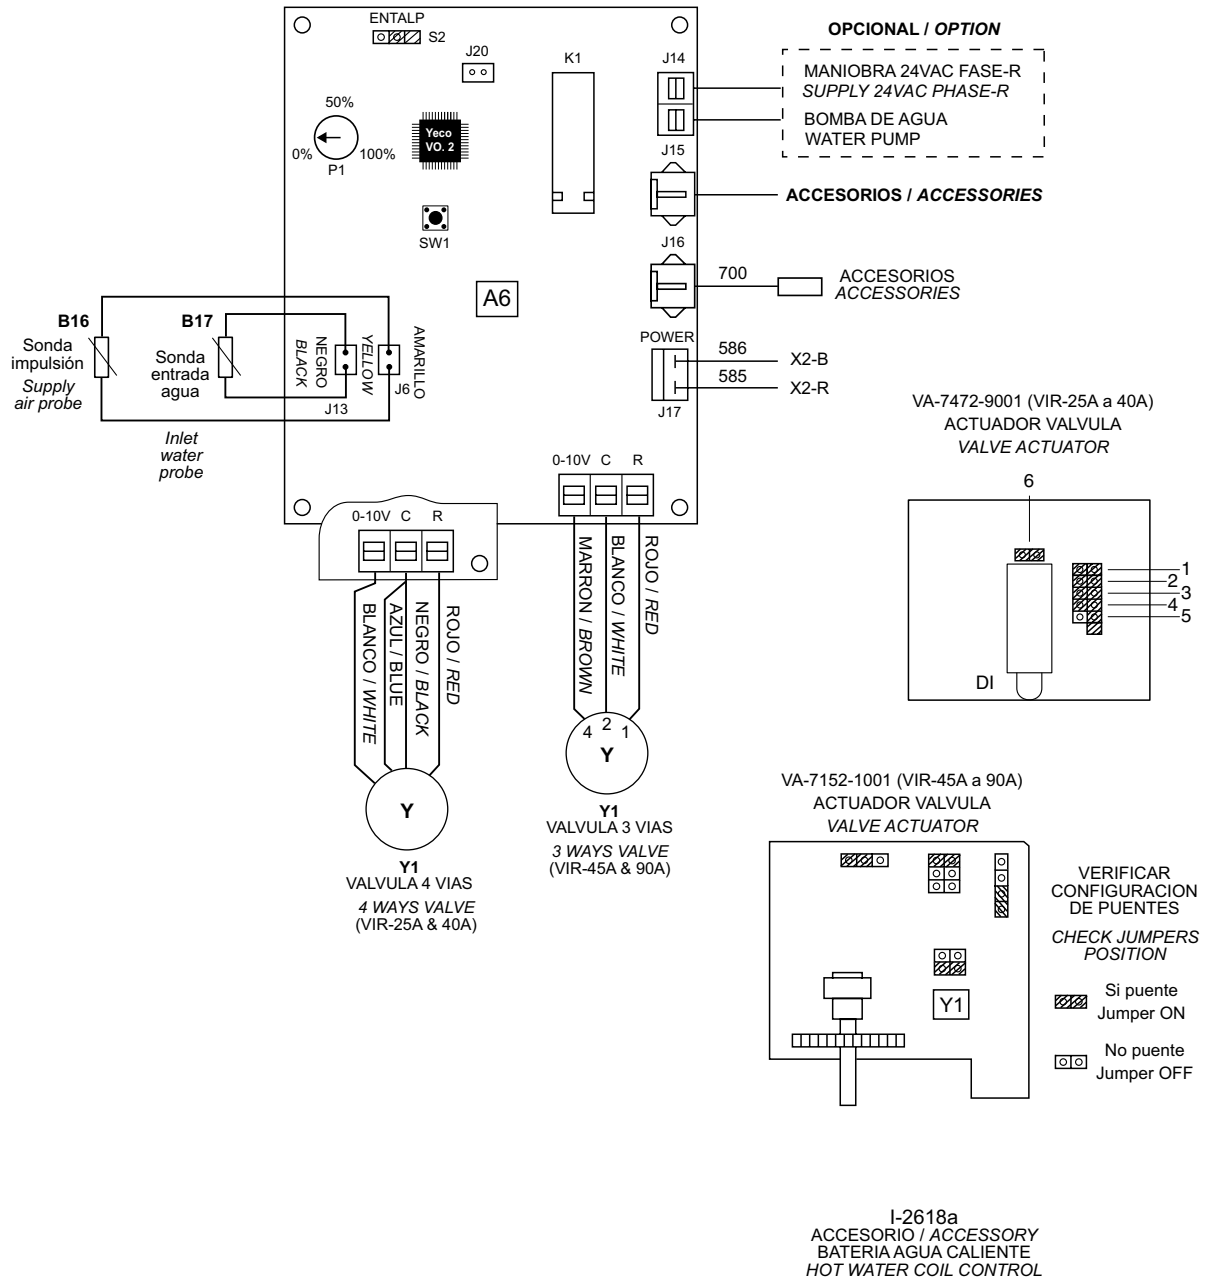 ENTALP
S2
J20
50%
0%
100%
P1
Yeco
VO. 2
SW1
K1
J14
OPCIONAL / OPTION
MANIOBRA 24VAC FASE-R
SUPPLY 24VAC PHASE-R
BOMBA DE AGUA
WATER PUMP
J15
ACCESORIOS / ACCESSORIES
J16
700
ACCESORIOS
ACCESSORIES
A6
POWER
586
X2-B
585
X2-R
J17
B16
Sonda
impulsión
Supply
air probe
B17
Sonda
entrada
agua
Inlet
water
probe
NEGRO
BLACK
J13
YELLOW
AMARILLO
J6
0-10V C R
MARRON / BROWN
BLANCO / WHITE
ROJO / RED
4 2 1
Y
Y1
VALVULA 3 VIAS
3 WAYS VALVE
(VIR-45A & 90A)
0-10V C R
BLANCO / WHITE
AZUL / BLUE
NEGRO / BLACK
ROJO / RED
Y
Y1
VALVULA 4 VIAS
4 WAYS VALVE
(VIR-25A & 40A)
VA-7472-9001 (VIR-25A a 40A)
ACTUADOR VALVULA
VALVE ACTUATOR
6
1
2
3
4
5
DI
VA-7152-1001 (VIR-45A a 90A)
ACTUADOR VALVULA
VALVE ACTUATOR
Y1
VERIFICAR
CONFIGURACION
DE PUENTES
CHECK JUMPERS
POSITION
Si puente
Jumper ON
No puente
Jumper OFF
I-2618a
ACCESORIO / ACCESSORY
BATERIA AGUA CALIENTE
HOT WATER COIL CONTROL